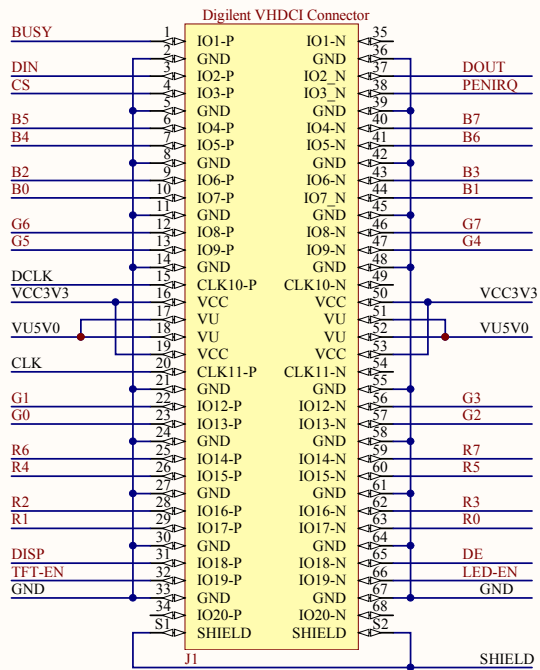 Digilent VHDCI Connector
BUSY 1 IO1-P IO1-N 35
2 GND GND 36
DIN 3 IO2-P IO2_N 37 DOUT
CS 4 IO3-P IO3_N 38 PENIRQ
5 GND GND 39
B5 6 IO4-P IO4-N 40 B7
B4 7 IO5-P IO5-N 41 B6
8 GND GND 42
B2 9 IO6-P IO6-N 43 B3
B0 10 IO7-P IO7_N 44 B1
11 GND GND 45
G6 12 IO8-P IO8-N 46 G7
G5 13 IO9-P IO9-N 47 G4
14 GND GND 48
DCLK 15 CLK10-P CLK10-N 49
VCC3V3 16 VCC VCC 50 VCC3V3
17 VU VU 51
VU5V0 18 VU VU 52 VU5V0
19 VCC VCC 53
CLK 20 CLK11-P CLK11-N 54
21 GND GND 55
G1 22 IO12-P IO12-N 56 G3
G0 23 IO13-P IO13-N 57 G2
24 GND GND 58
R6 25 IO14-P IO14-N 59 R7
R4 26 IO15-P IO15-N 60 R5
27 GND GND 61
R2 28 IO16-P IO16-N 62 R3
R1 29 IO17-P IO17-N 63 R0
30 GND GND 64
DISP 31 IO18-P IO18-N 65 DE
TFT-EN 32 IO19-P IO19-N 66 LED-EN
GND 33 GND GND 67 GND
34 IO20-P IO20-N 68
S1 SHIELD SHIELD S2
J1 SHIELD